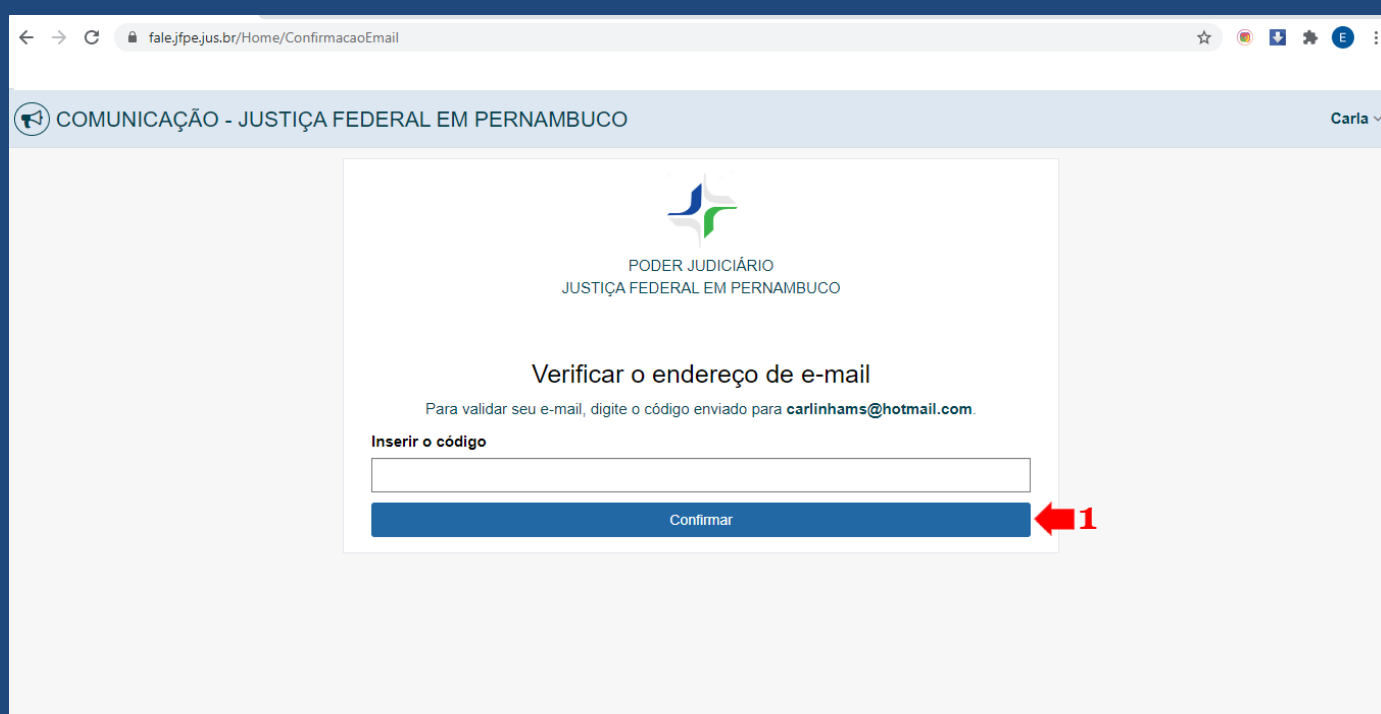 fale.jfpe.jus.br/Home/ConfirmacaoEmail
E
COMUNICAÇÃO - JUSTIÇA FEDERAL EM PERNAMBUCO
Carla
PODER JUDICIÁRIO
JUSTIÇA FEDERAL EM PERNAMBUCO
Verificar o endereço de e-mail
Para validar seu e-mail, digite o código enviado para carlinhams@hotmail.com.
Inserir o código
Confirmar
1